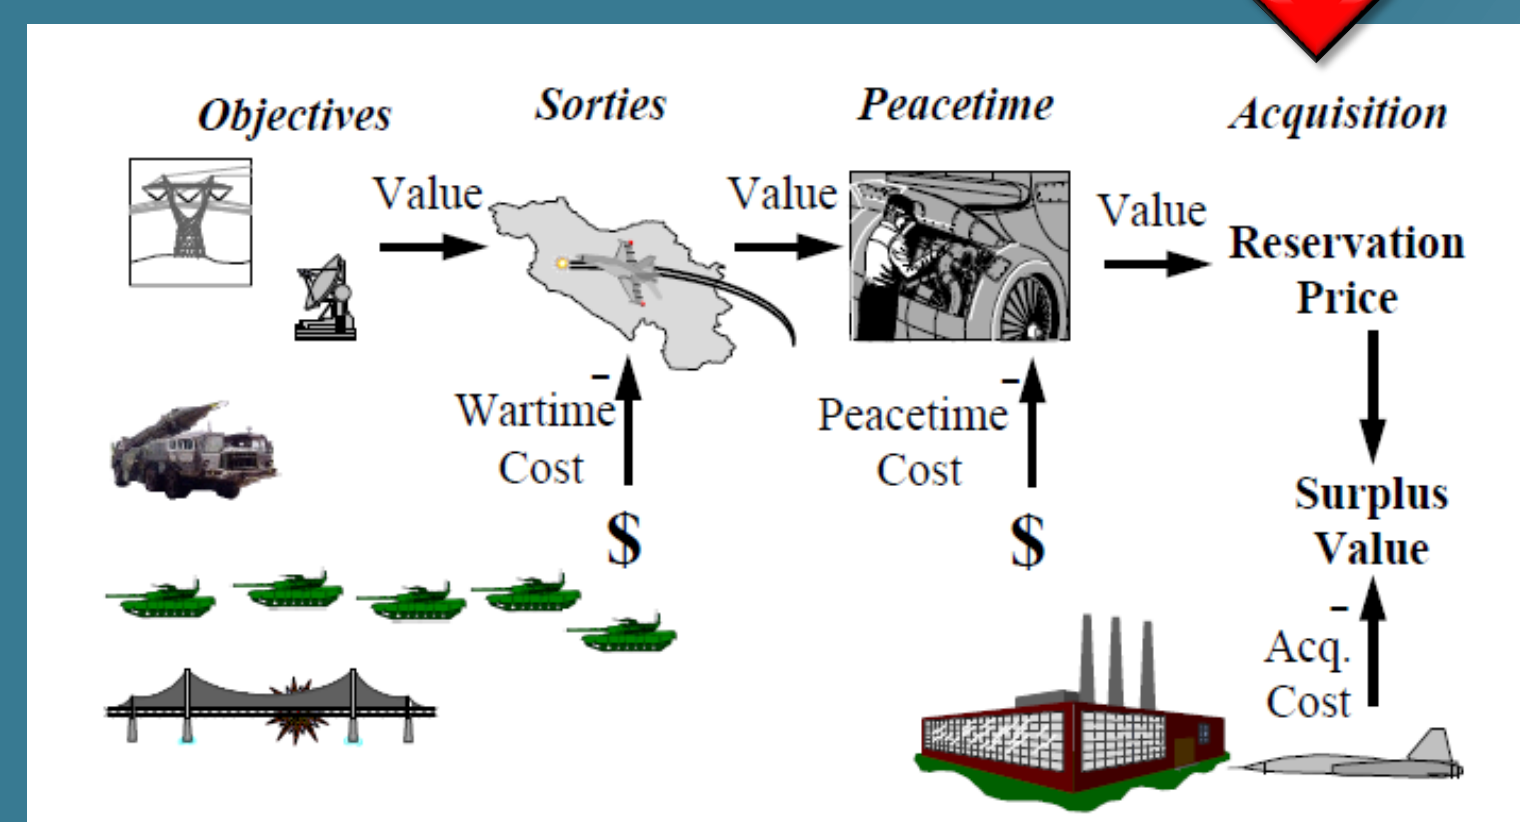 Objectives
Sorties
Peacetime
Acquisition
Value
Value
Value
Reservation
Price
-
Wartime
Cost
$
-
Peacetime
Cost
$
Surplus
Value
-
Acq.
Cost